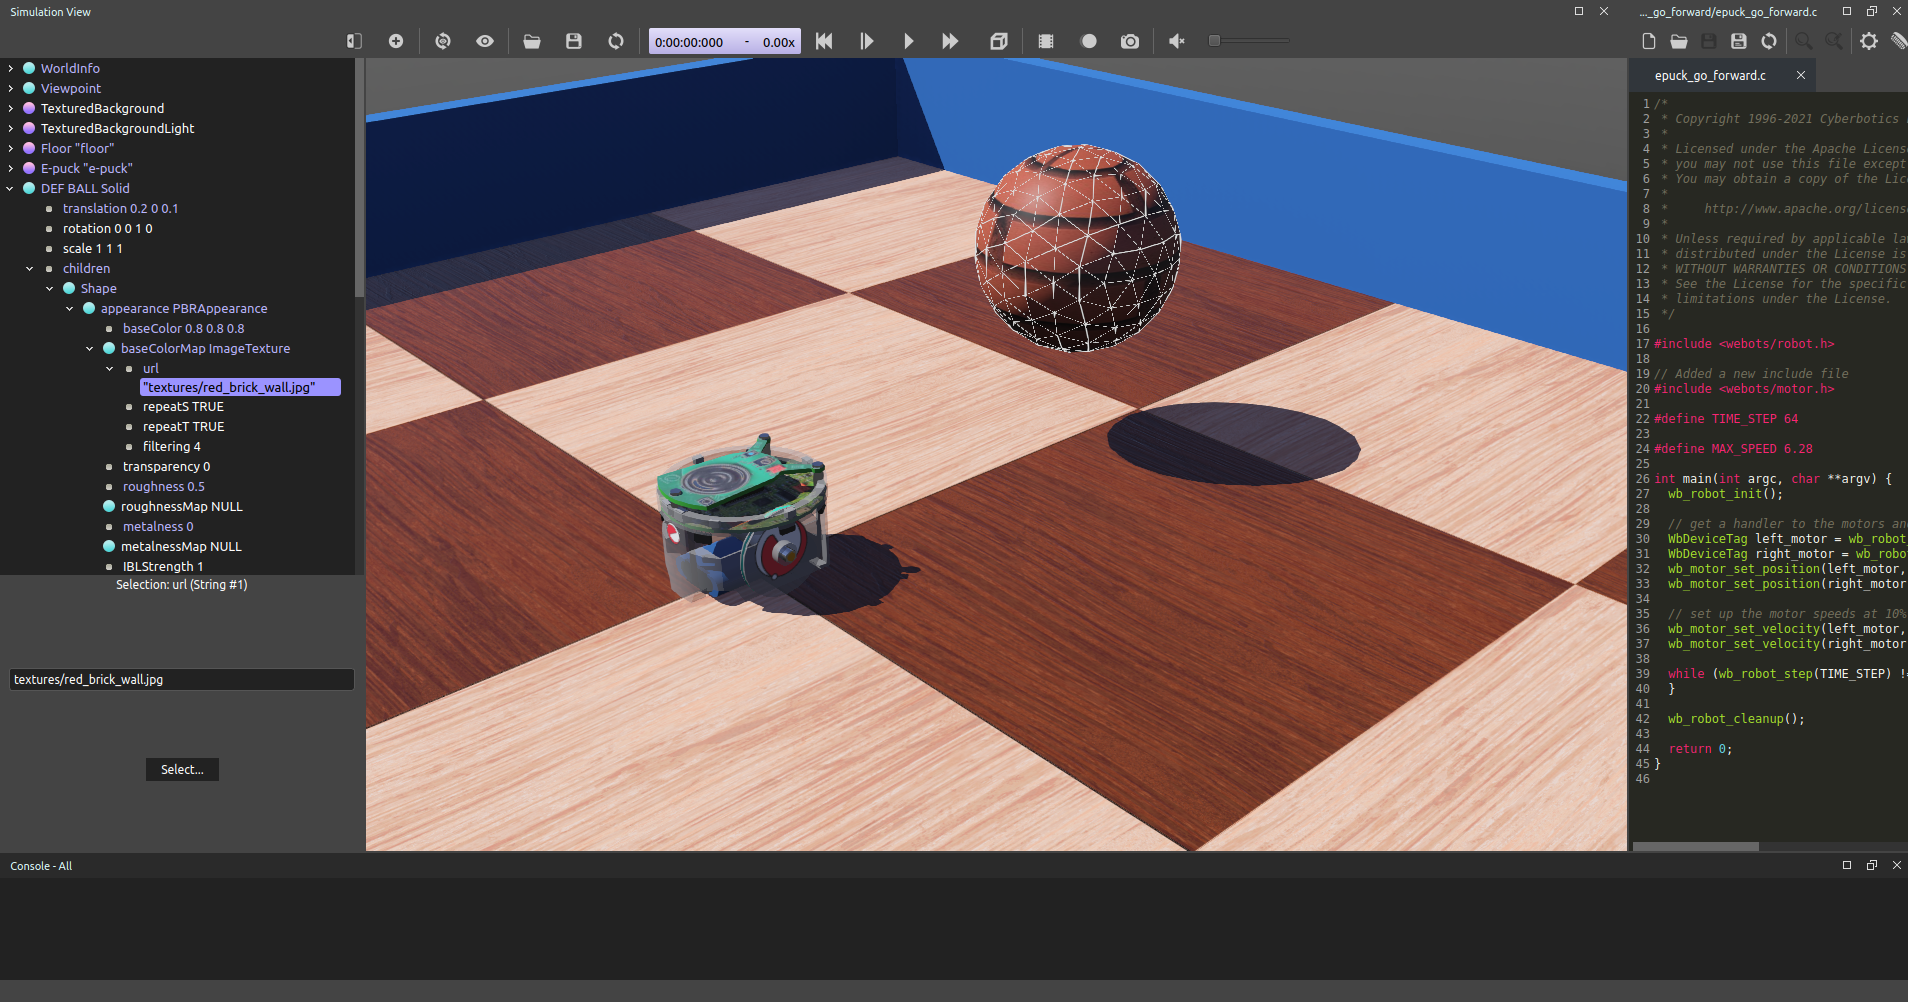 Simulation View
..._go_forward/epuck_go_forward.c
0:00:00:000 - 0.00x
WorldInfo
Viewpoint
TexturedBackground
TexturedBackgroundLight
Floor "floor"
E-puck "e-puck"
DEF BALL Solid
translation 0.2 0 0.1
rotation 0 0 1 0
scale 1 1 1
children
Shape
appearance PBRAppearance
baseColor 0.8 0.8 0.8
baseColorMap ImageTexture
url
"textures/red_brick_wall.jpg"
repeatS TRUE
repeatT TRUE
filtering 4
transparency 0
roughness 0.5
roughnessMap NULL
metalness 0
metalnessMap NULL
IBLStrength 1
Selection: url (String #1)
textures/red_brick_wall.jpg
Select...
epuck_go_forward.c
1 /*
2 * Copyright 1996-2021 Cyberbotics
3 *
4 * Licensed under the Apache License
5 * you may not use this file except
6 * You may obtain a copy of the Lice
7 *
8 * http://www.apache.org/license
9 *
10 * Unless required by applicable la
11 * distributed under the License is
12 * WITHOUT WARRANTIES OR CONDITIONS
13 * See the License for the specific
14 * limitations under the License.
15 */
16
17 #include <webots/robot.h>
18
19 // Added a new include file
20 #include <webots/motor.h>
21
22 #define TIME_STEP 64
23
24 #define MAX_SPEED 6.28
25
26 int main(int argc, char **argv) {
27 wb_robot_init();
28
29 // get a handler to the motors an
30 WbDeviceTag left_motor = wb_robot
31 WbDeviceTag right_motor = wb_robo
32 wb_motor_set_position(left_motor,
33 wb_motor_set_position(right_motor
34
35 // set up the motor speeds at 10%
36 wb_motor_set_velocity(left_motor,
37 wb_motor_set_velocity(right_motor
38
39 while (wb_robot_step(TIME_STEP) !=
40 }
41
42 wb_robot_cleanup();
43
44 return 0;
45 }
46
Console - All